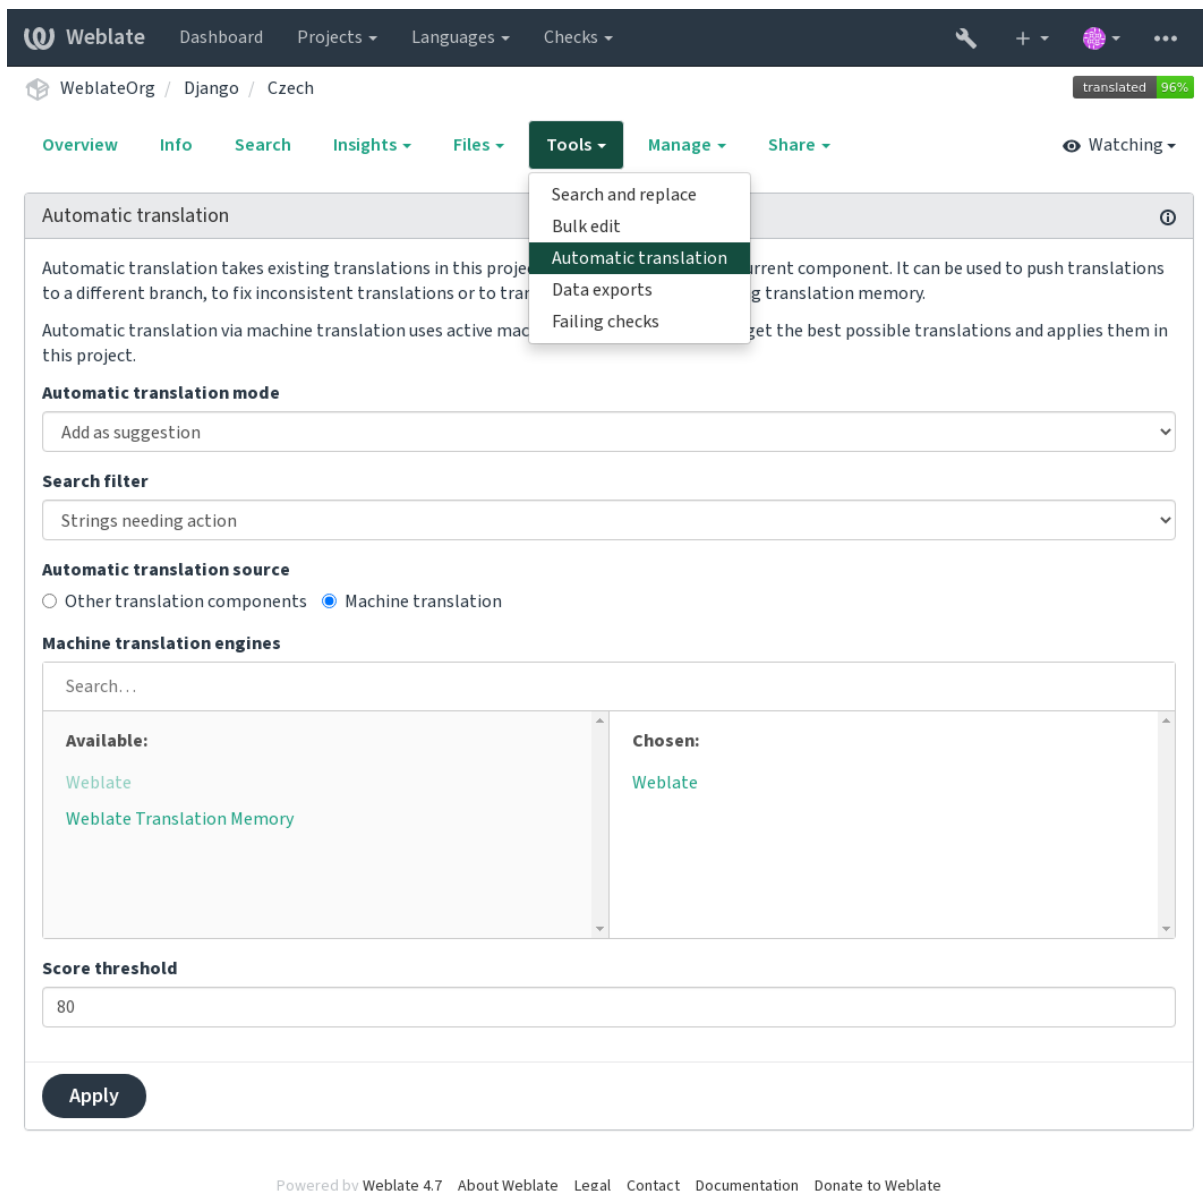 Weblate Dashboard Projects Languages Checks
WeblateOrg / Django / Czech
translated 96%
Overview Info Search Insights Files Tools Manage Share Watching
Search and replace
Bulk edit
Automatic translation
Data exports
Failing checks
Automatic translation
Automatic translation takes existing translations in this proje urrent component. It can be used to push translations
to a different branch, to fix inconsistent translations or to tran g translation memory.
Automatic translation via machine translation uses active mac get the best possible translations and applies them in
this project.
Automatic translation mode
Add as suggestion
Search filter
Strings needing action
Automatic translation source
Other translation components Machine translation
Machine translation engines
Search...
Available:
Weblate
Weblate Translation Memory
Chosen:
Weblate
Score threshold
80
Apply
Powered by Weblate 4.7 About Weblate Legal Contact Documentation Donate to Weblate